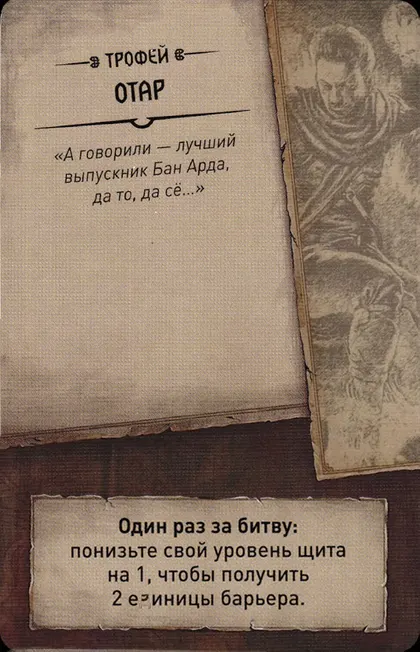 ТРОФЕЙ
ОТАР
«А говорили — лучший
выпускник Бан Арда,
да то, да сё...»
Один раз за битву:
понизьте свой уровень щита
на 1, чтобы получить
2 единицы барьера.